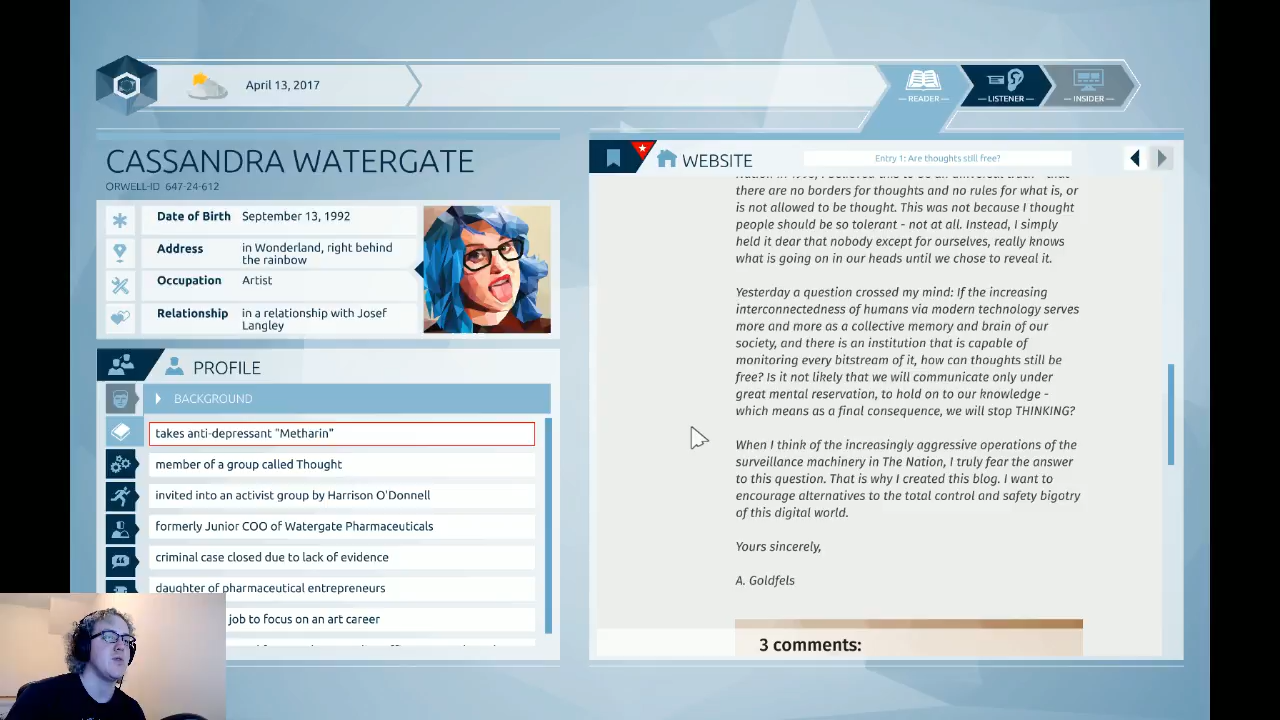 April 13, 2017
READER
LISTENER
INSIDER
CASSANDRA WATERGATE
ORWELL-ID 647-24-612
Date of Birth September 13, 1992
Address in Wonderland, right behind
the rainbow
Occupation Artist
Relationship in a relationship with Josef
Langley
PROFILE
BACKGROUND
takes anti-depressant "Metharin"
member of a group called Thought
invited into an activist group by Harrison O'Donnell
formerly Junior COO of Watergate Pharmaceuticals
criminal case closed due to lack of evidence
daughter of pharmaceutical entrepreneurs
job to focus on an art career
WEBSITE
Entry 1: Are thoughts still free?
there are no borders for thoughts and no rules for what is, or
is not allowed to be thought. This was not because I thought
people should be so tolerant - not at all. Instead, I simply
held it dear that nobody except for ourselves, really knows
what is going on in our heads until we chose to reveal it.
Yesterday a question crossed my mind: If the increasing
interconnectedness of humans via modern technology serves
more and more as a collective memory and brain of our
society, and there is an institution that is capable of
monitoring every bitstream of it, how can thoughts still be
free? Is it not likely that we will communicate only under
great mental reservation, to hold on to our knowledge -
which means as a final consequence, we will stop THINKING?
When I think of the increasingly aggressive operations of the
surveillance machinery in The Nation, I truly fear the answer
to this question. That is why I created this blog. I want to
encourage alternatives to the total control and safety bigotry
of this digital world.
Yours sincerely,
A. Goldfels
3 comments: